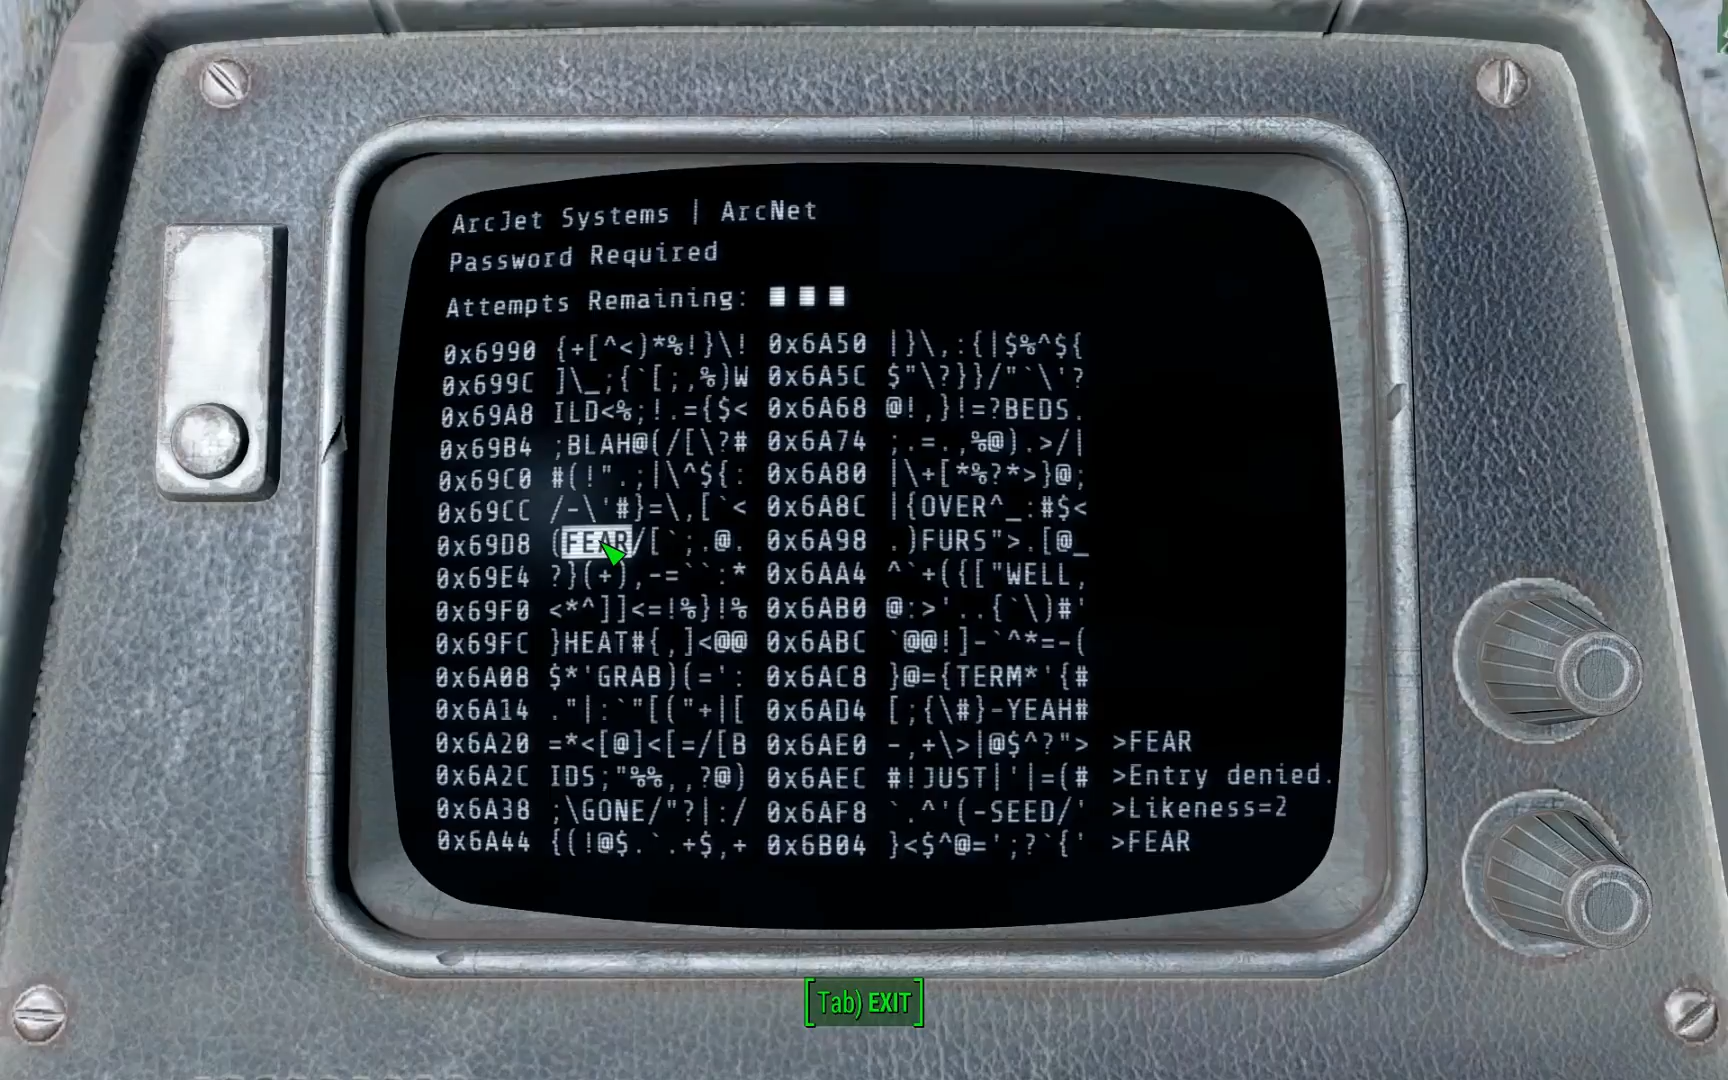 ArcJet Systems | ArcNet
Password Required
Attempts Remaining: ■ ■ ■
0x6990 {+[^<)*%!}\! 0x6A50 |}\,:{|$%^${
0x699C ]\_;{`[;,%)W 0x6A5C $"\?}}/"`\'?
0x69A8 ILD<%;!.={$< 0x6A68 @!,}!=?BEDS.
0x69B4 ;BLAH@(/[\?# 0x6A74 ;.=.,%@).>/|
0x69C0 #(!".;|\^${: 0x6A80 |\+[*%?*>}@;
0x69CC /-\'#}=\,[`< 0x6A8C |{OVER^_:#$<
0x69D8 (FEAR/[`;.@. 0x6A98 .)FURS">.[@_
0x69E4 ?}(+),-=``:* 0x6AA4 ^`+({["WELL,
0x69F0 <*^]]<=!%}!% 0x6AB0 @:>'..{`\)#'
0x69FC }HEAT#{,]<@@ 0x6ABC `@@!]-`^*=-(
0x6A08 $*'GRAB)(=': 0x6AC8 }@={TERM*'{#
0x6A14 ."|:`"[("+|[ 0x6AD4 [;{\#}-YEAH#
0x6A20 =*<[@]<[=/[B 0x6AE0 -,+\>|@$^?"> >FEAR
0x6A2C IDS;"%%,,?@) 0x6AEC #!JUST|'|=(# >Entry denied.
0x6A38 ;\GONE/"?|:/ 0x6AF8 `.^'(-SEED/' >Likeness=2
0x6A44 {(!@$.`.+$,+ 0x6B04 }<$^@=';?`{' >FEAR
[Tab) EXIT]